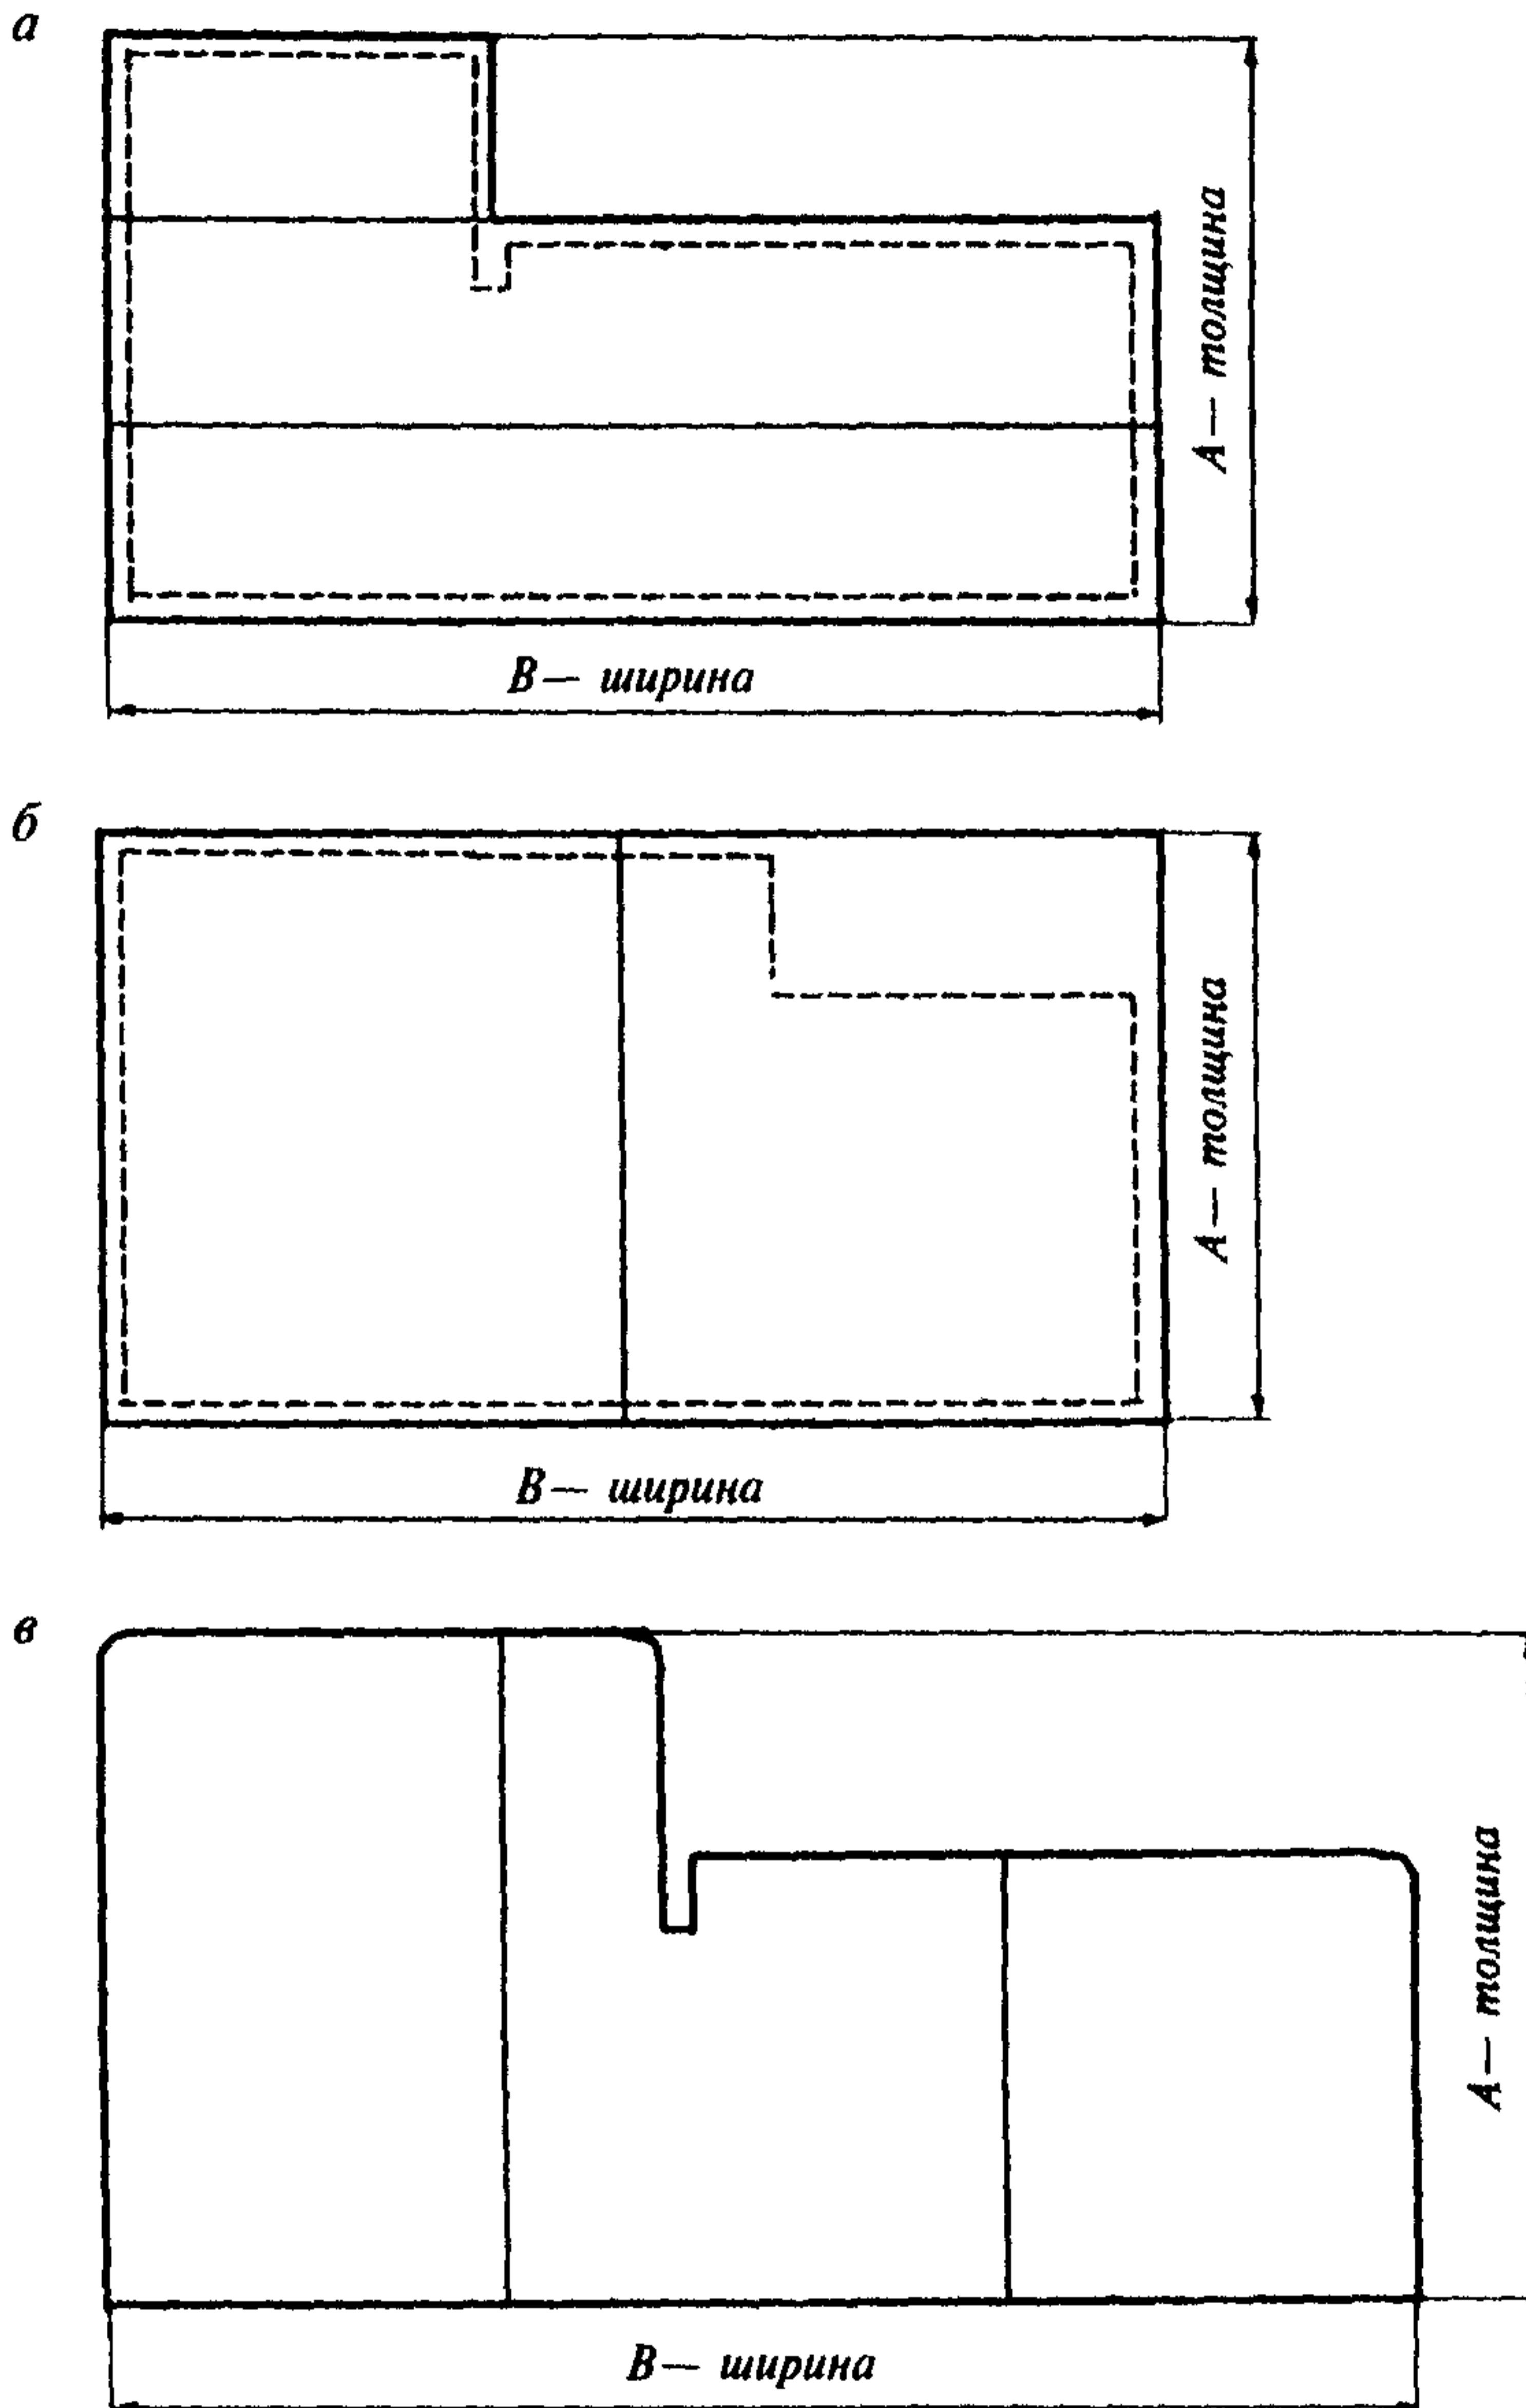 а
А— толщина
В— ширина
б
А— толщина
В— ширина
в
А— толщина
В— ширина